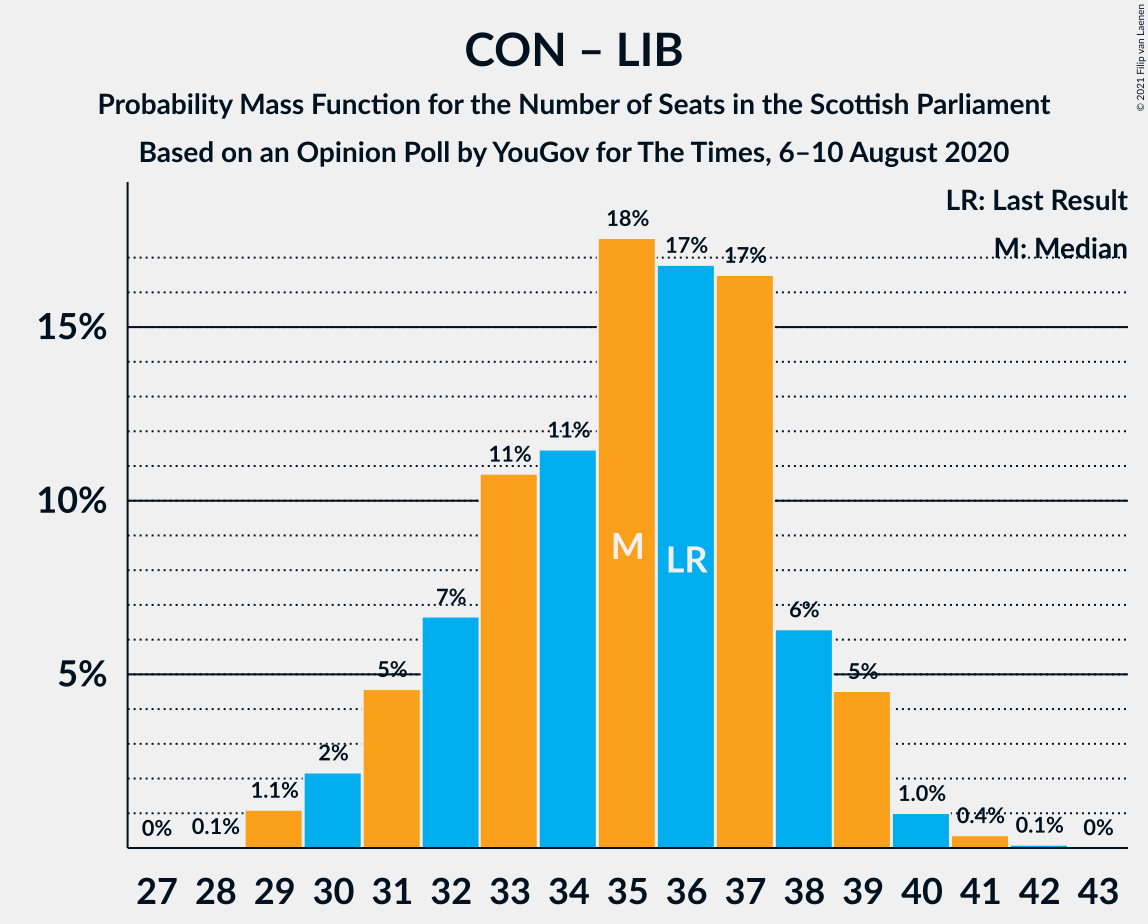 CON – LIB
Probability Mass Function for the Number of Seats in the Scottish Parliament
Based on an Opinion Poll by YouGov for The Times, 6–10 August 2020
© 2021 Filip van Laenen
LR: Last Result
M: Median
15%
10%
5%
0%
0.1%
1.1%
2%
5%
7%
11%
11%
18%
17%
17%
6%
5%
1.0%
0.4%
0.1%
0%
M
LR
27 28 29 30 31 32 33 34 35 36 37 38 39 40 41 42 43